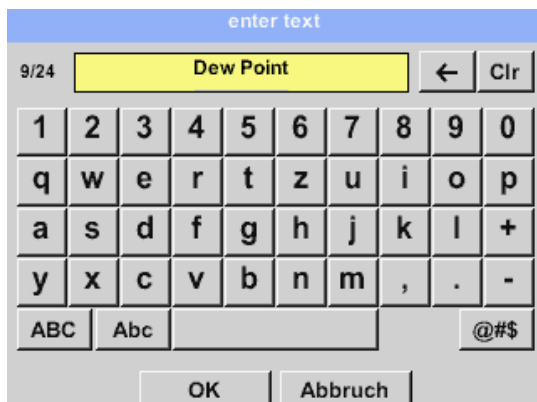 enter text
9/24 Dew Point ← Clr
1 2 3 4 5 6 7 8 9 0
q w e r t z u i o p
a s d f g h j k l +
y x c v b n m , . -
ABC Abc @#$
OK Abbruch